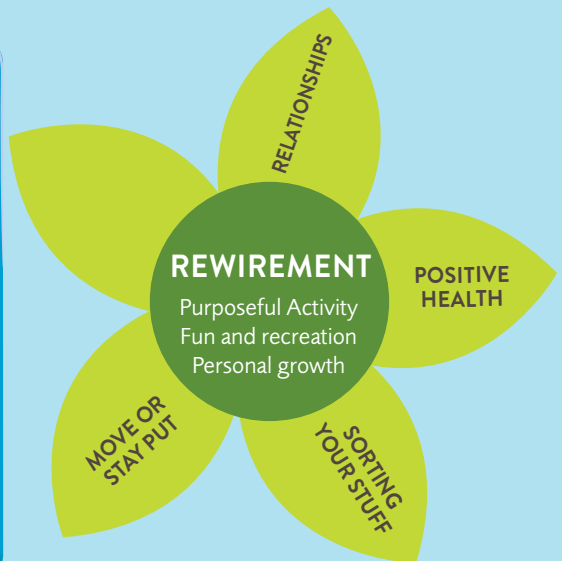 RELATIONSHIPS
REWIREMENT
Purposeful Activity
Fun and recreation
Personal growth
POSITIVE
HEALTH
SORTING
YOUR STUFF
MOVE OR
STAY PUT